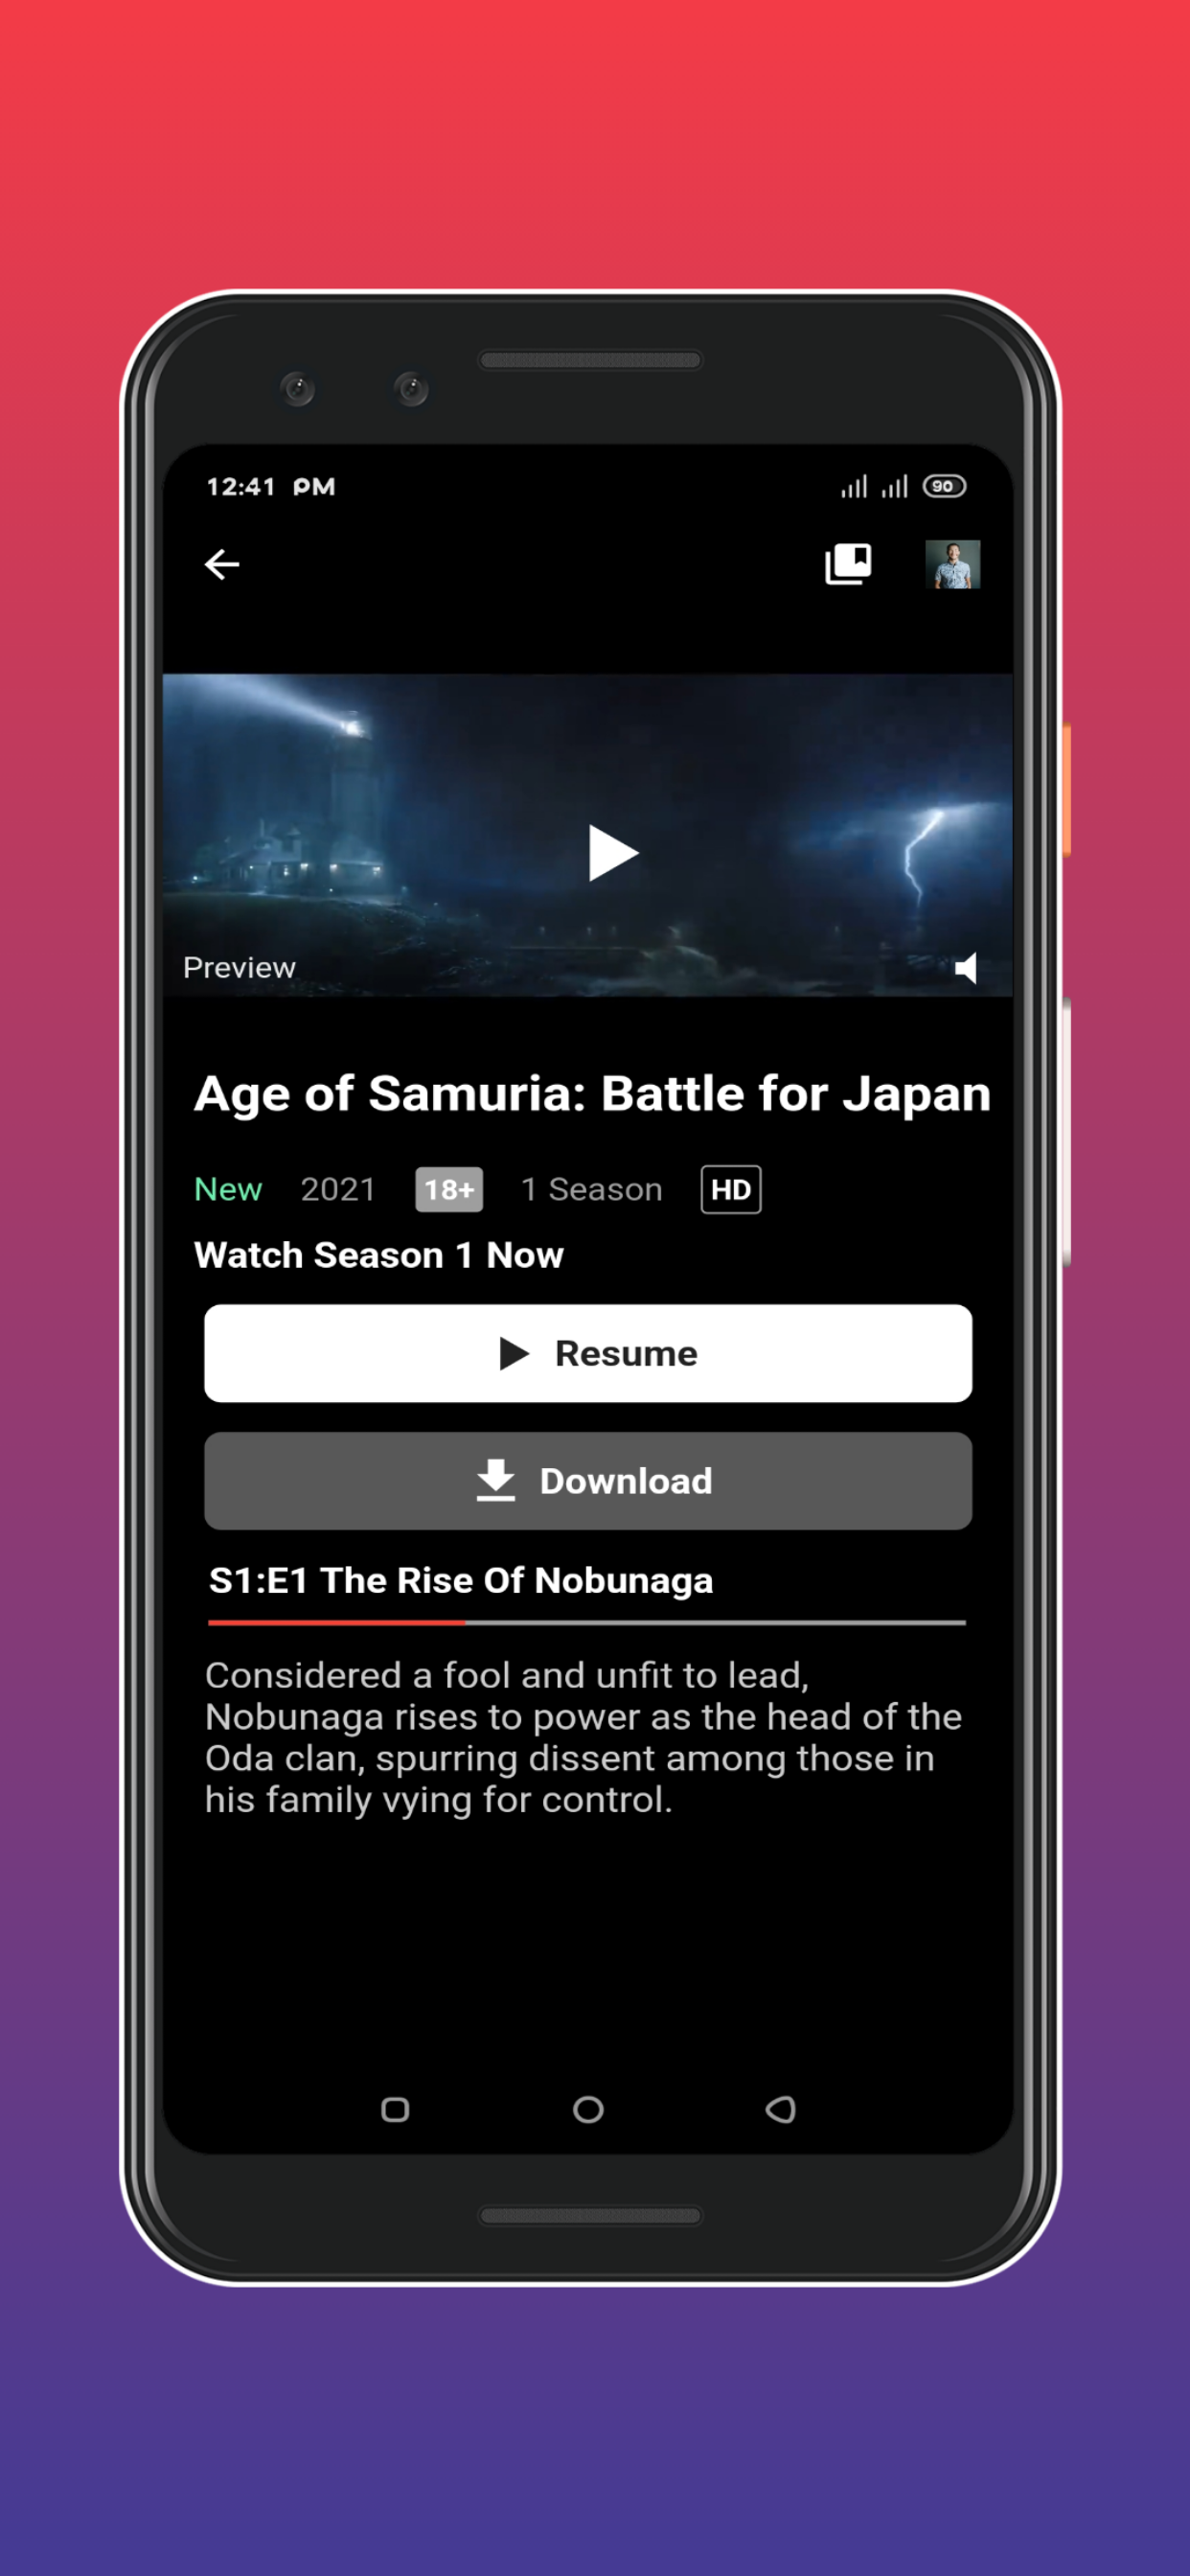 12:41 PM
90
Preview
Age of Samuria: Battle for Japan
New 2021 18+ 1 Season HD
Watch Season 1 Now
Resume
Download
S1:E1 The Rise Of Nobunaga
Considered a fool and unfit to lead,
Nobunaga rises to power as the head of the
Oda clan, spurring dissent among those in
his family vying for control.